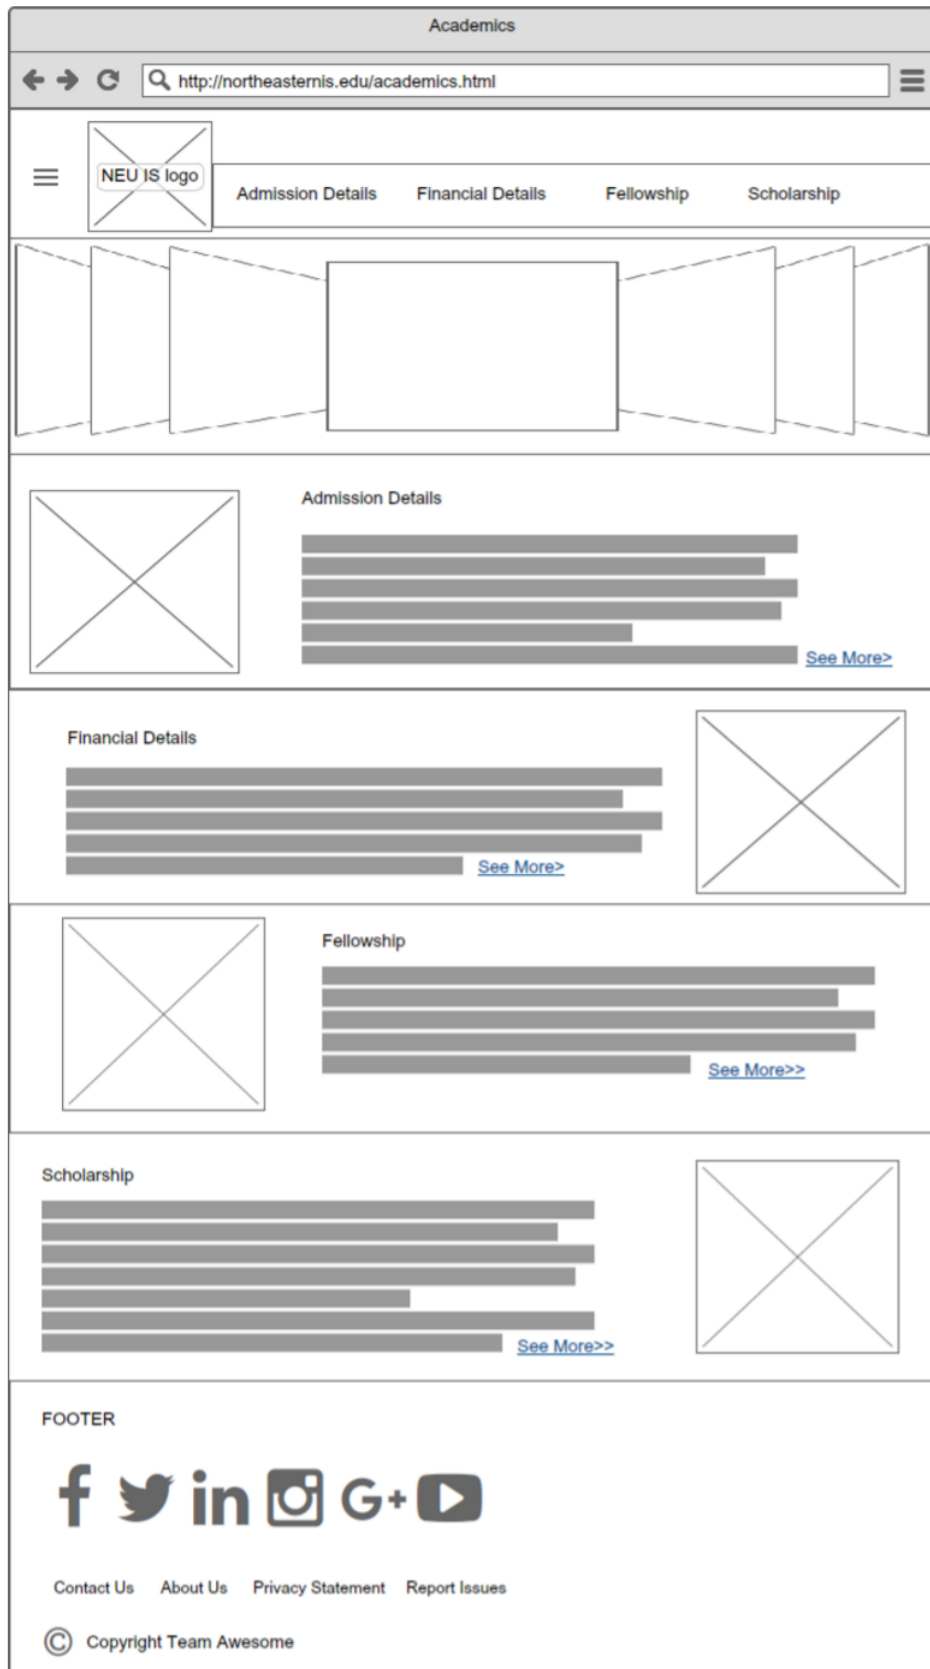 Academics
http://northeasternis.edu/academics.html
NEU IS logo
Admission Details Financial Details Fellowship Scholarship
Admission Details
See More>
Financial Details
See More>
Fellowship
See More>>
Scholarship
See More>>
FOOTER
f in G+
Contact Us About Us Privacy Statement Report Issues
© Copyright Team Awesome